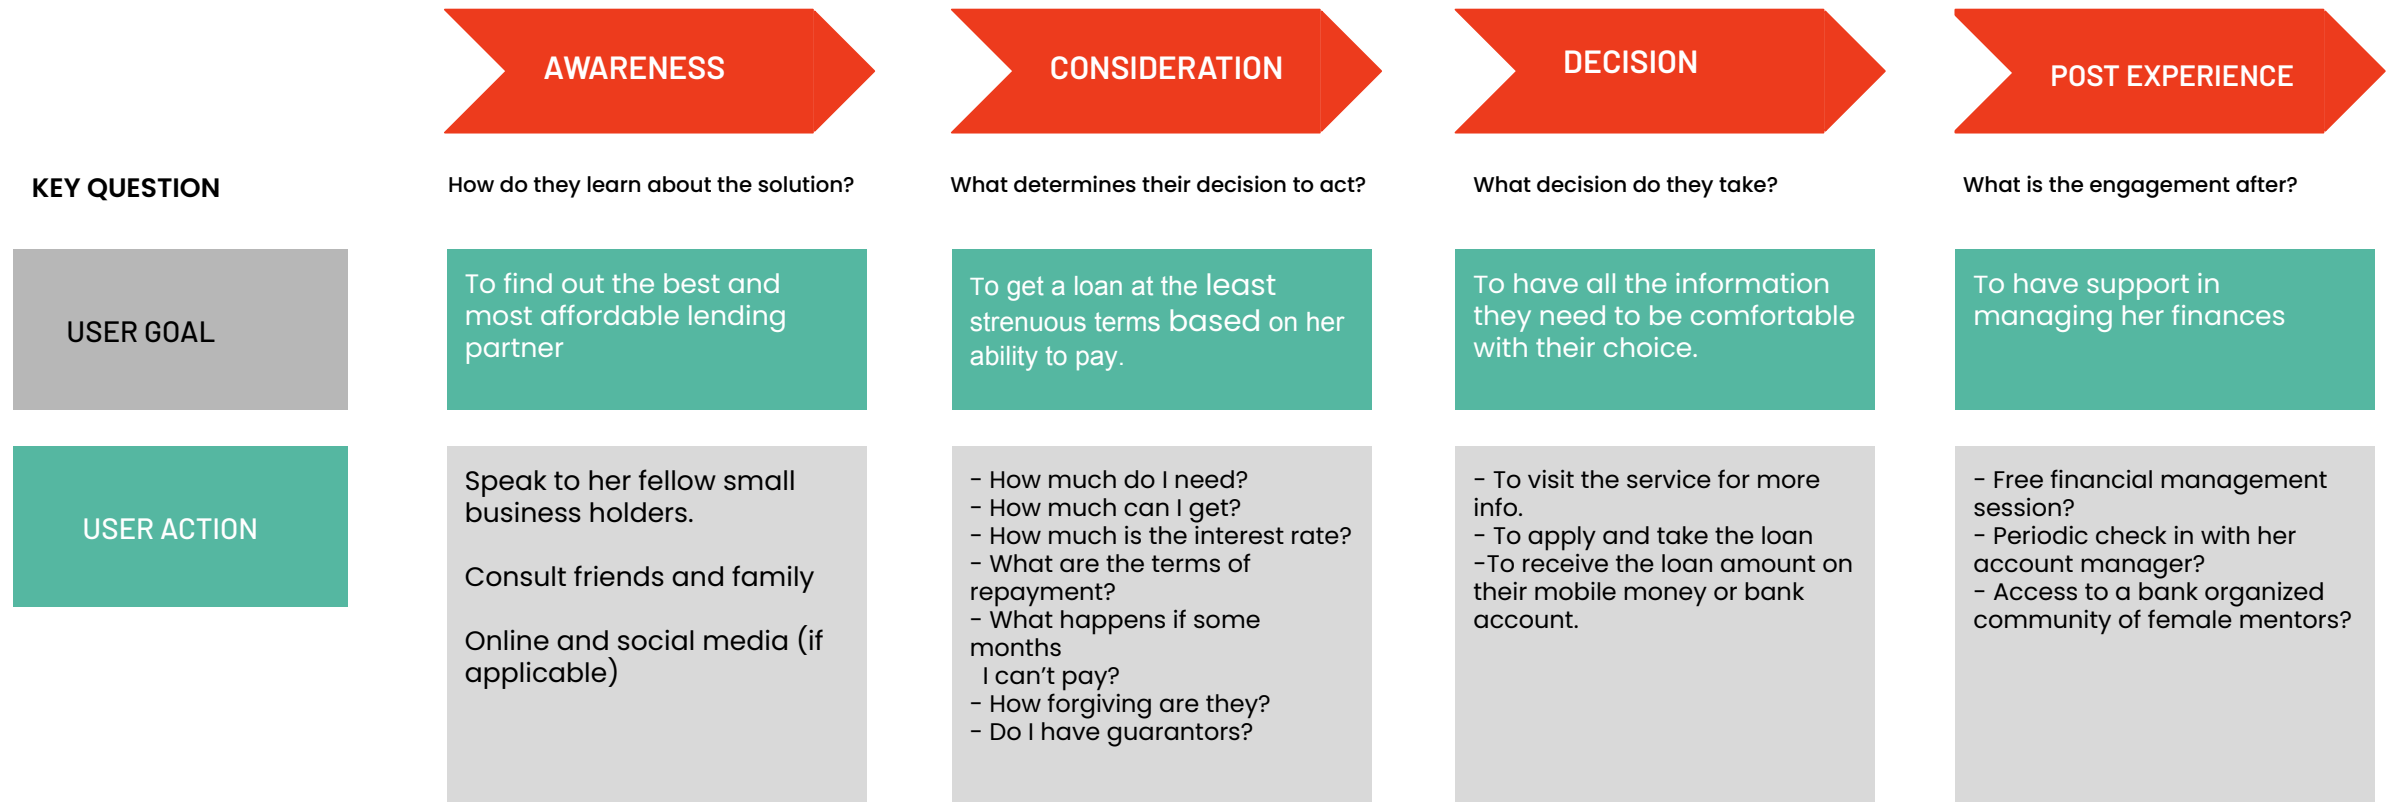 AWARENESS
CONSIDERATION
DECISION
POST EXPERIENCE
KEY QUESTION
How do they learn about the solution?
What determines their decision to act?
What decision do they take?
What is the engagement after?
USER GOAL
To find out the best and
most affordable lending
partner
To get a loan at the least
strenuous terms based on her
ability to pay.
To have all the information
they need to be comfortable
with their choice.
To have support in
managing her finances
USER ACTION
Speak to her fellow small
business holders.
Consult friends and family
Online and social media (if
applicable)
- How much do I need?
- How much can I get?
- How much is the interest rate?
- What are the terms of
repayment?
- What happens if some
months
I can't pay?
- How forgiving are they?
- Do I have guarantors?
- To visit the service for more
info.
- To apply and take the loan
-To receive the loan amount on
their mobile money or bank
account.
- Free financial management
session?
- Periodic check in with her
account manager?
- Access to a bank organized
community of female mentors?